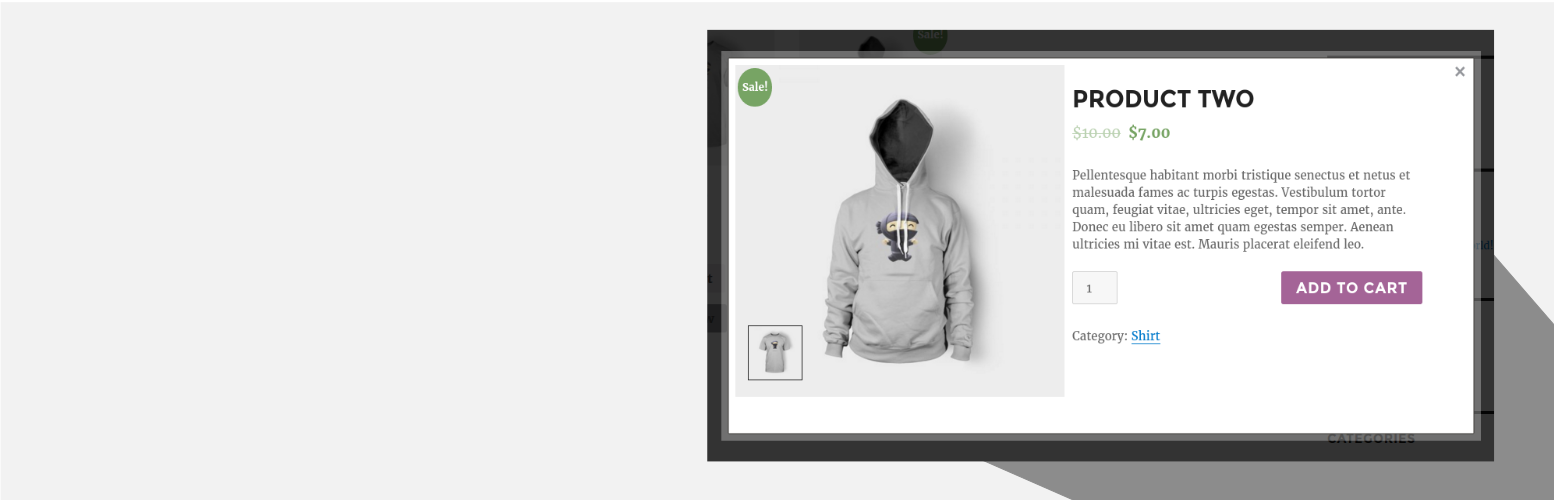 Sale!
×
Sale!
PRODUCT TWO
$10.00 $7.00
Pellentesque habitant morbi tristique senectus et netus et
malesuada fames ac turpis egestas. Vestibulum tortor
quam, feugiat vitae, ultricies eget, tempor sit amet, ante.
Donec eu libero sit amet quam egestas semper. Aenean
ultricies mi vitae est. Mauris placerat eleifend leo.
1
ADD TO CART
Category: Shirt
CATEGORIES